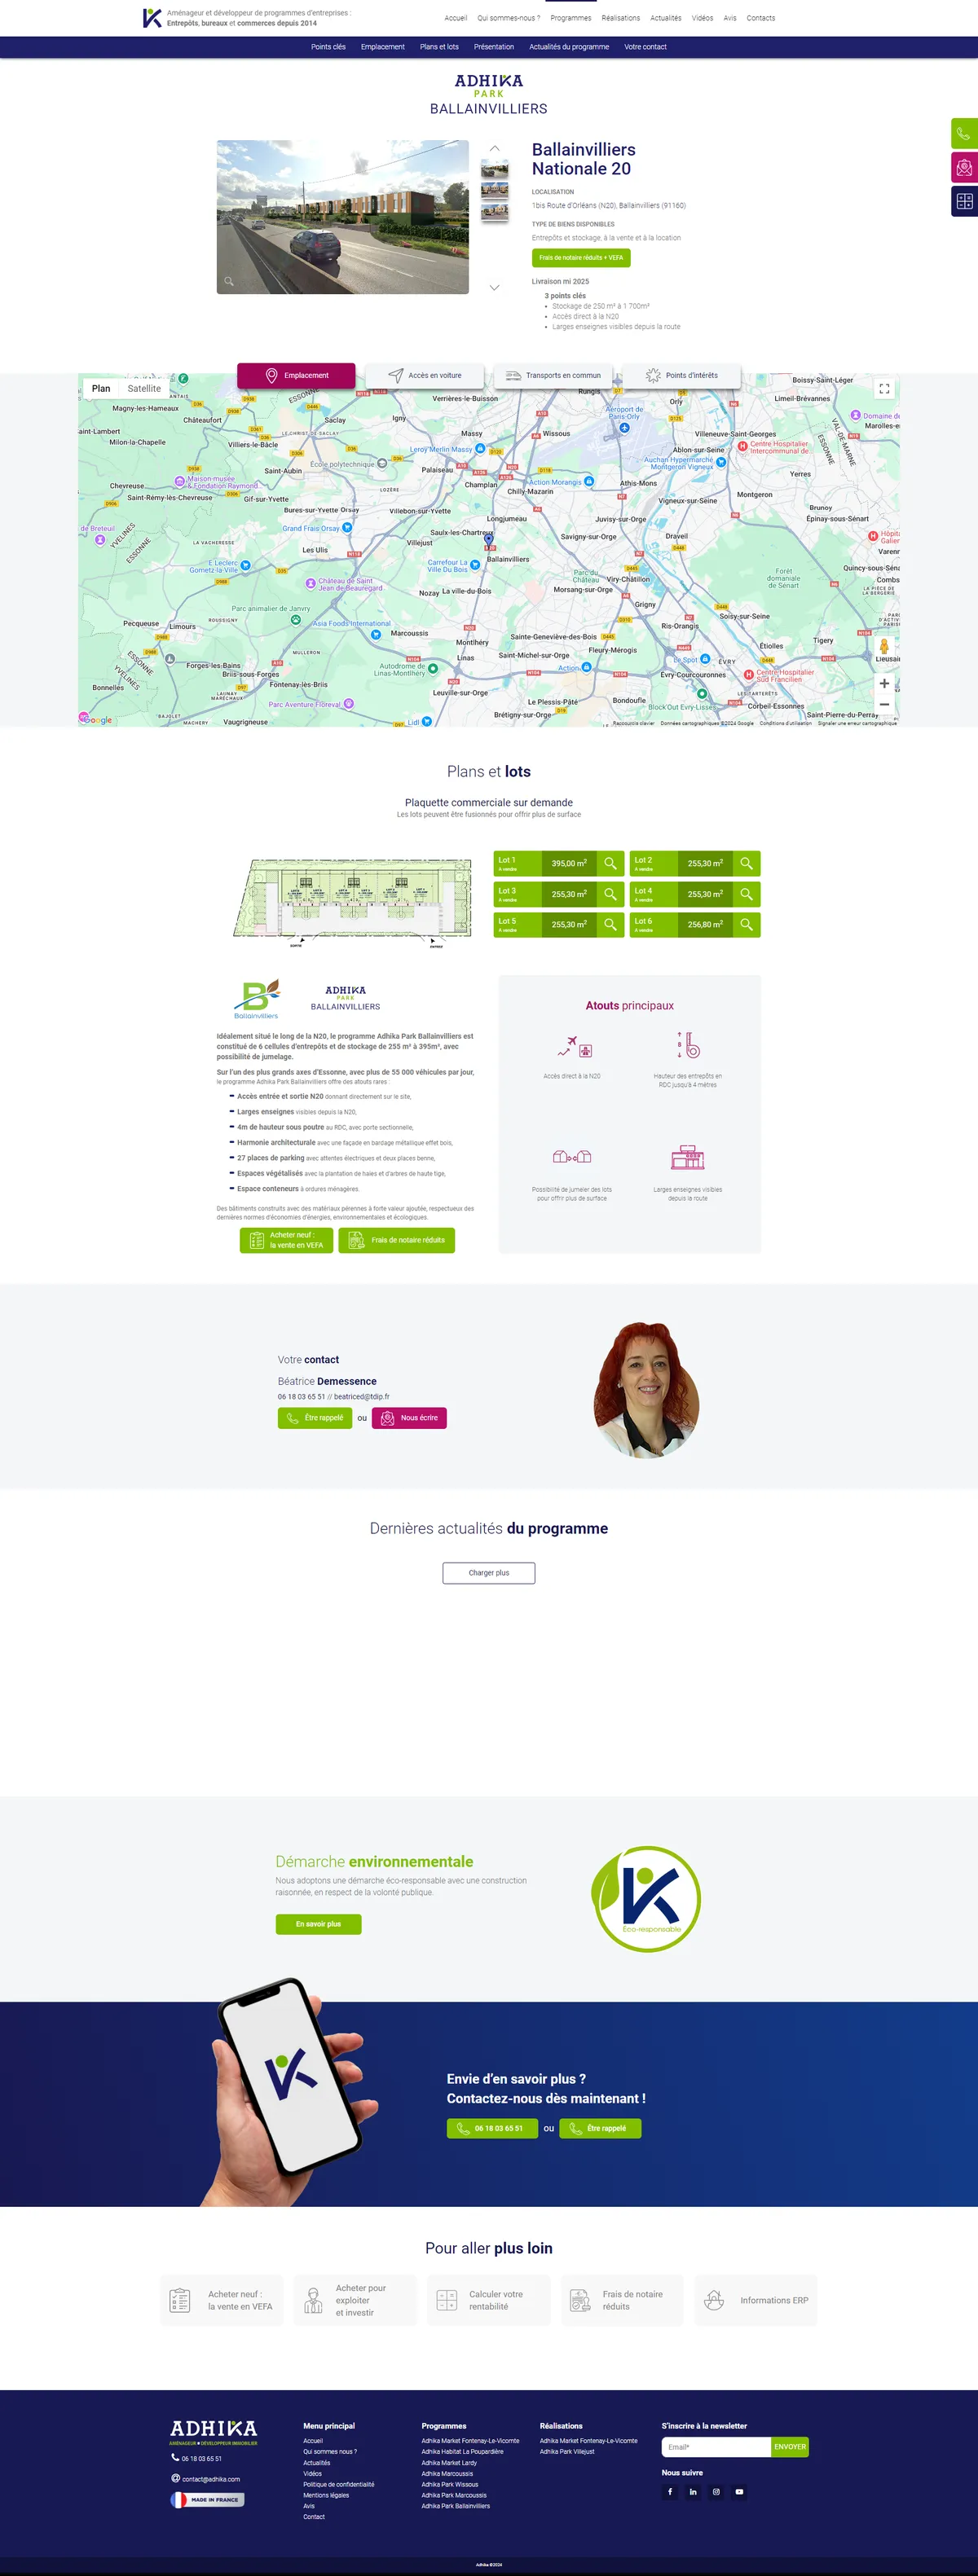 Aménageur et développeur de programmes d'entreprises :
Entrepôts, bureaux et commerces depuis 2014
Accueil Qui sommes-nous ? Programmes Réalisations Actualités Vidéos Avis Contacts
Points clés Emplacement Plans et lots Présentation Actualités du programme Votre contact
ADHIKA
PARK
BALLAINVILLIERS
Ballainvilliers
Nationale 20
LOCALISATION
1bis Route d'Orléans (N20), Ballainvilliers (91160)
TYPE DE BIENS DISPONIBLES
Entrepôts et stockage, à la vente et à la location
Frais de notaire réduits + VEFA
Livraison mi 2025
3 points clés
Stockage de 250 m² à 1 700m²
Accès direct à la N20
Larges enseignes visibles depuis la route
Emplacement Accès en voiture Transports en commun Points d'intérêts
Plan Satellite
Boissy-Saint-Léger
Verrières-le-Buisson
Rungis
Orly
Limeil-Brévannes
Magny-les-Hameaux
Châteaufort
Saclay
Igny
Massy
Wissous
Aéroport de
Paris-Orly
Villeneuve-Saint-Georges
Milon-la-Chapelle
Villiers-le-Bâcle
Saint-Aubin
École polytechnique
Leroy Merlin Massy
Palaiseau
Ablon-sur-Seine
Centre Hospitalier
Intercommunal de
Auchan Hypermarché
Montgeron Vigneux
Yerres
Chevreuse
Maison-musée
& Fondation Raymond
Champlan
Chilly-Mazarin
Action Morangis
Athis-Mons
Montgeron
Saint-Rémy-lès-Chevreuse
Gif-sur-Yvette
LOZÈRE
Vigneux-sur-Seine
Brunoy
Bures-sur-Yvette Orsay
Villebon-sur-Yvette
Longjumeau
Juvisy-sur-Orge
Épinay-sous-Sénart
Grand Frais Orsay
Saulx-les-Chartreux
Savigny-sur-Orge
Draveil
LA VACHERESSE
Les Ulis
Villejust
Ballainvilliers
E.Leclerc
Gometz-la-Ville
Carrefour La
Ville Du Bois
Château de Saint
Jean de Beauregard
Parc du
Château
Viry-Châtillon
Forêt
domaniale
de Sénart
Nozay
La ville-du-Bois
Morsang-sur-Orge
Grigny
Parc animalier de Janvry
Soisy-sur-Seine
Pecqueuse
Limours
ROUSSIGNY
Asfa Foods International
Marcoussis
Montlhéry
Sainte-Geneviève-des-Bois
Ris-Orangis
Étiolles
Tigery
MULLERON
Linas
Saint-Michel-sur-Orge
Fleury-Mérogis
Le Spot
ÉVRY
Forges-les-Bains
Briis-sous-Forges
Autodrome de
Linas-Montlhéry
Action
Évry-Courcouronnes
Centre Hospitalier
Sud Francilien
Bonnelles
Fontenay-lès-Briis
Leuville-sur-Orge
Le Plessis-Pâté
Bondoufle
Block'Out Evry-Lisses
LES TARTERÊTS
Corbeil-Essonnes
Parc Aventure Floreval
Vaugrigneuse
Lidl
Brétigny-sur-Orge
Saint-Pierre-du-Perray
Google
Raccourcis clavier Données cartographiques ©2024 Google Conditions d'utilisation Signaler une erreur cartographique
Plans et lots
Plaquette commerciale sur demande
Les lots peuvent être fusionnés pour offrir plus de surface
Lot 1 395,00 m² Lot 2 255,30 m²
A vendre A vendre
Lot 3 255,30 m² Lot 4 255,30 m²
A vendre A vendre
Lot 5 255,30 m² Lot 6 256,80 m²
A vendre A vendre
Ballainvilliers
ADHIKA
PARK
BALLAINVILLIERS
Idéalement situé le long de la N20, le programme Adhika Park Ballainvilliers est
constitué de 6 cellules d'entrepôts et de stockage de 255 m² à 395m², avec
possibilité de jumelage.
Sur l'un des plus grands axes d'Essonne, avec plus de 55 000 véhicules par jour,
le programme Adhika Park Ballainvilliers offre des atouts rares :
Accès entrée et sortie N20 donnant directement sur le site,
Larges enseignes visibles depuis la N20,
4m de hauteur sous poutre au RDC, avec porte sectionnelle,
Harmonie architecturale avec une façade en bardage métallique effet bois,
27 places de parking avec attentes électriques et deux places benne,
Espaces végétalisés avec la plantation de haies et d'arbres de haute tige,
Espace conteneurs à ordures ménagères.
Des bâtiments construits avec des matériaux pérennes à forte valeur ajoutée, respectueux des
dernières normes d'économies d'énergies, environnementales et écologiques.
Acheter neuf :
la vente en VEFA
Frais de notaire réduits
Atouts principaux
Accès direct à la N20
Hauteur des entrepôts en
RDC jusqu'à 4 mètres
Possibilité de jumeler des lots
pour offrir plus de surface
Larges enseignes visibles
depuis la route
Votre contact
Béatrice Demessence
06 18 03 65 51 // beatriced@tdip.fr
Être rappelé ou Nous écrire
Dernières actualités du programme
Charger plus
Démarche environnementale
Nous adoptons une démarche éco-responsable avec une construction
raisonnée, en respect de la volonté publique.
En savoir plus
Éco-responsable
Envie d'en savoir plus ?
Contactez-nous dès maintenant !
06 18 03 65 51 ou Être rappelé
Pour aller plus loin
Acheter neuf :
la vente en VEFA
Acheter pour
exploiter
et investir
Calculer votre
rentabilité
Frais de notaire
réduits
Informations ERP
ADHIKA
AMÉNAGEUR DÉVELOPPEUR IMMOBILIER
06 18 03 65 51
contact@adhika.com
MADE IN FRANCE
Menu principal
Accueil
Qui sommes nous ?
Actualités
Vidéos
Politique de confidentialité
Mentions légales
Avis
Contact
Programmes
Adhika Market Fontenay-Le-Vicomte
Adhika Habitat La Poupardière
Adhika Market Lardy
Adhika Marcoussis
Adhika Park Wissous
Adhika Park Marcoussis
Adhika Park Ballainvilliers
Réalisations
Adhika Market Fontenay-Le-Vicomte
Adhika Park Villejust
S'inscrire à la newsletter
Email* ENVOYER
Nous suivre
Adhika ©2024